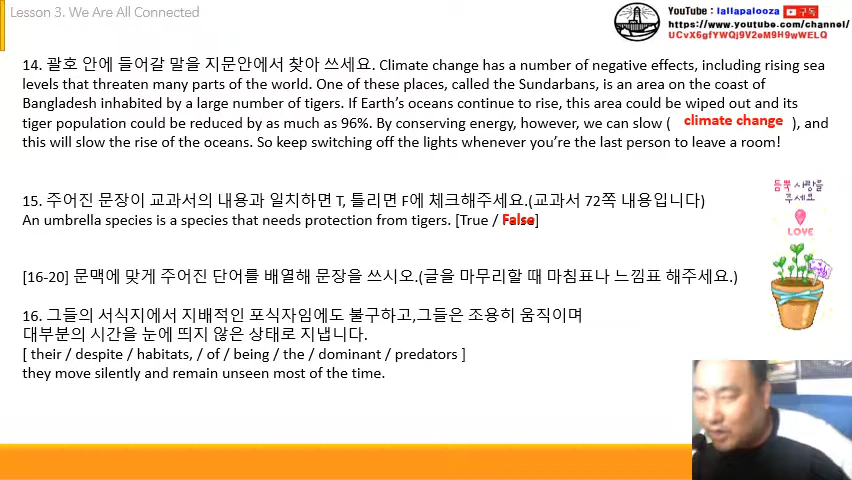 Lesson 3. We Are All Connected
YouTube : lallapalooza 구독
https://www.youtube.com/channel/
UCvX6gfYWQj9V2eM9H9wWELQ
14. 괄호 안에 들어갈 말을 지문안에서 찾아 쓰세요. Climate change has a number of negative effects, including rising sea
levels that threaten many parts of the world. One of these places, called the Sundarbans, is an area on the coast of
Bangladesh inhabited by a large number of tigers. If Earth's oceans continue to rise, this area could be wiped out and its
tiger population could be reduced by as much as 96%. By conserving energy, however, we can slow ( climate change ), and
this will slow the rise of the oceans. So keep switching off the lights whenever you're the last person to leave a room!
듬뿍 사랑을
주세요
LOVE
15. 주어진 문장이 교과서의 내용과 일치하면 T, 틀리면 F에 체크해주세요.(교과서 72쪽 내용입니다)
An umbrella species is a species that needs protection from tigers. [True / False]
[16-20] 문맥에 맞게 주어진 단어를 배열해 문장을 쓰시오.(글을 마무리할 때 마침표나 느낌표 해주세요.)
16. 그들의 서식지에서 지배적인 포식자임에도 불구하고,그들은 조용히 움직이며
대부분의 시간을 눈에 띄지 않은 상태로 지냅니다.
[ their / despite / habitats, / of / being / the / dominant / predators ]
they move silently and remain unseen most of the time.